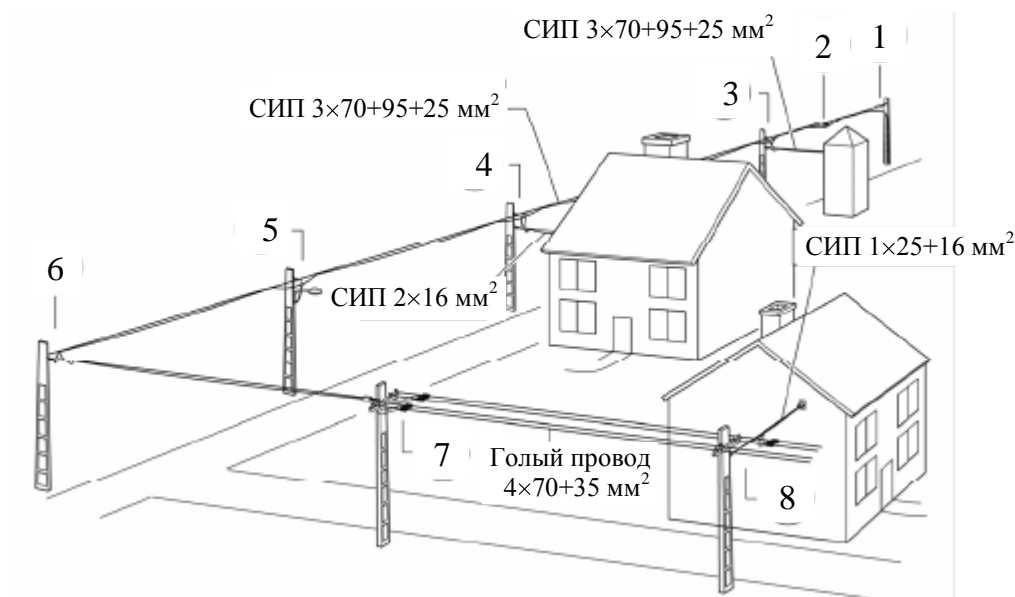 СИП 3×70+95+25 мм²
2
1
СИП 3×70+95+25 мм²
3
4
СИП 1×25+16 мм²
5
6
СИП 2×16 мм²
7
Голый провод
4×70+35 мм²
8